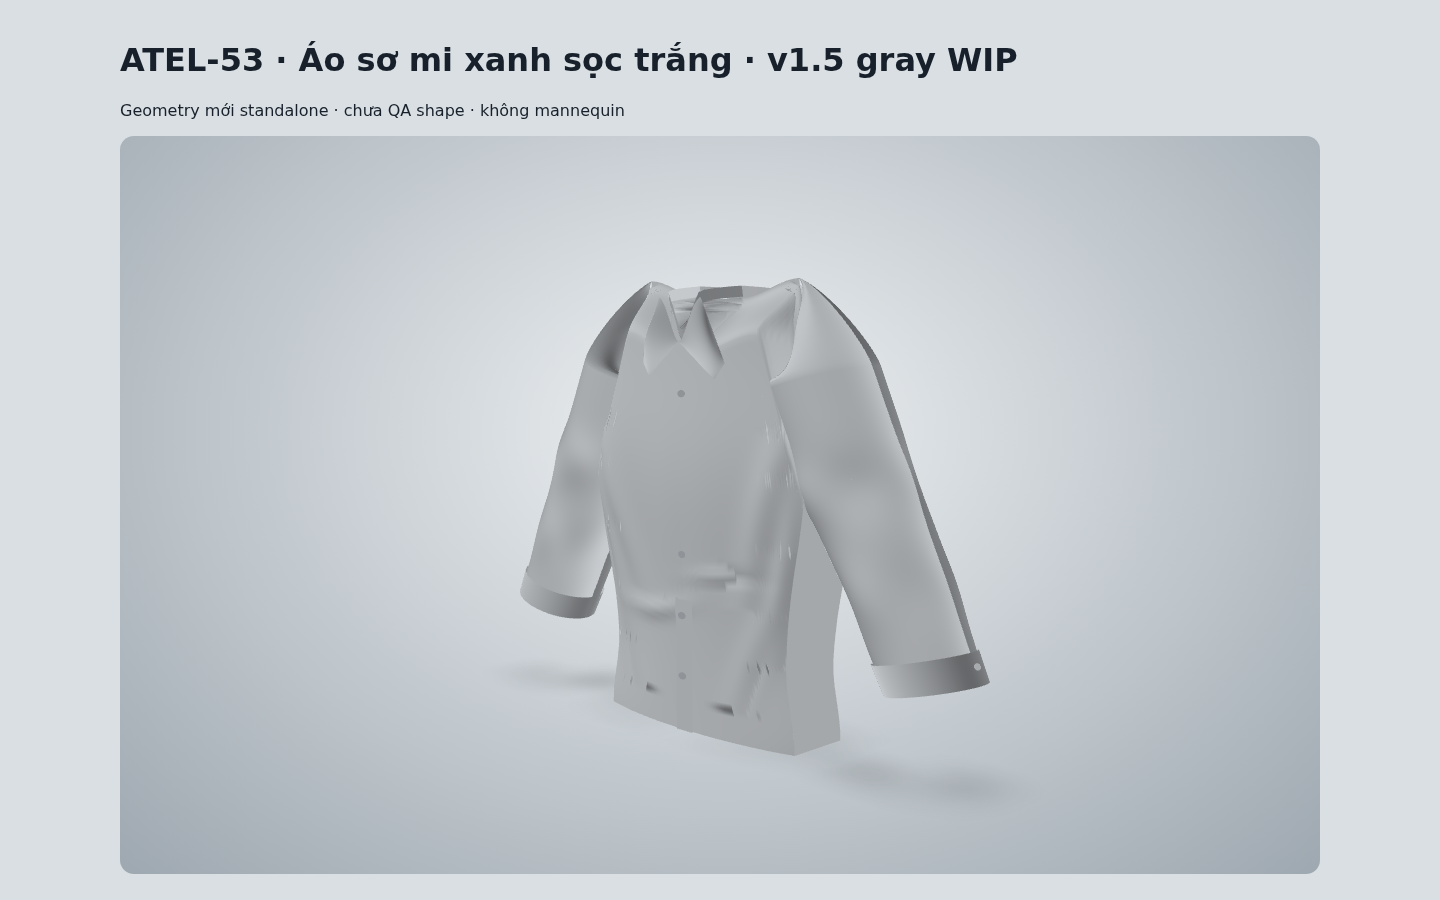 ATEL-53 · Áo sơ mi xanh sọc trắng · v1.5 gray WIP
Geometry mới standalone · chưa QA shape · không mannequin